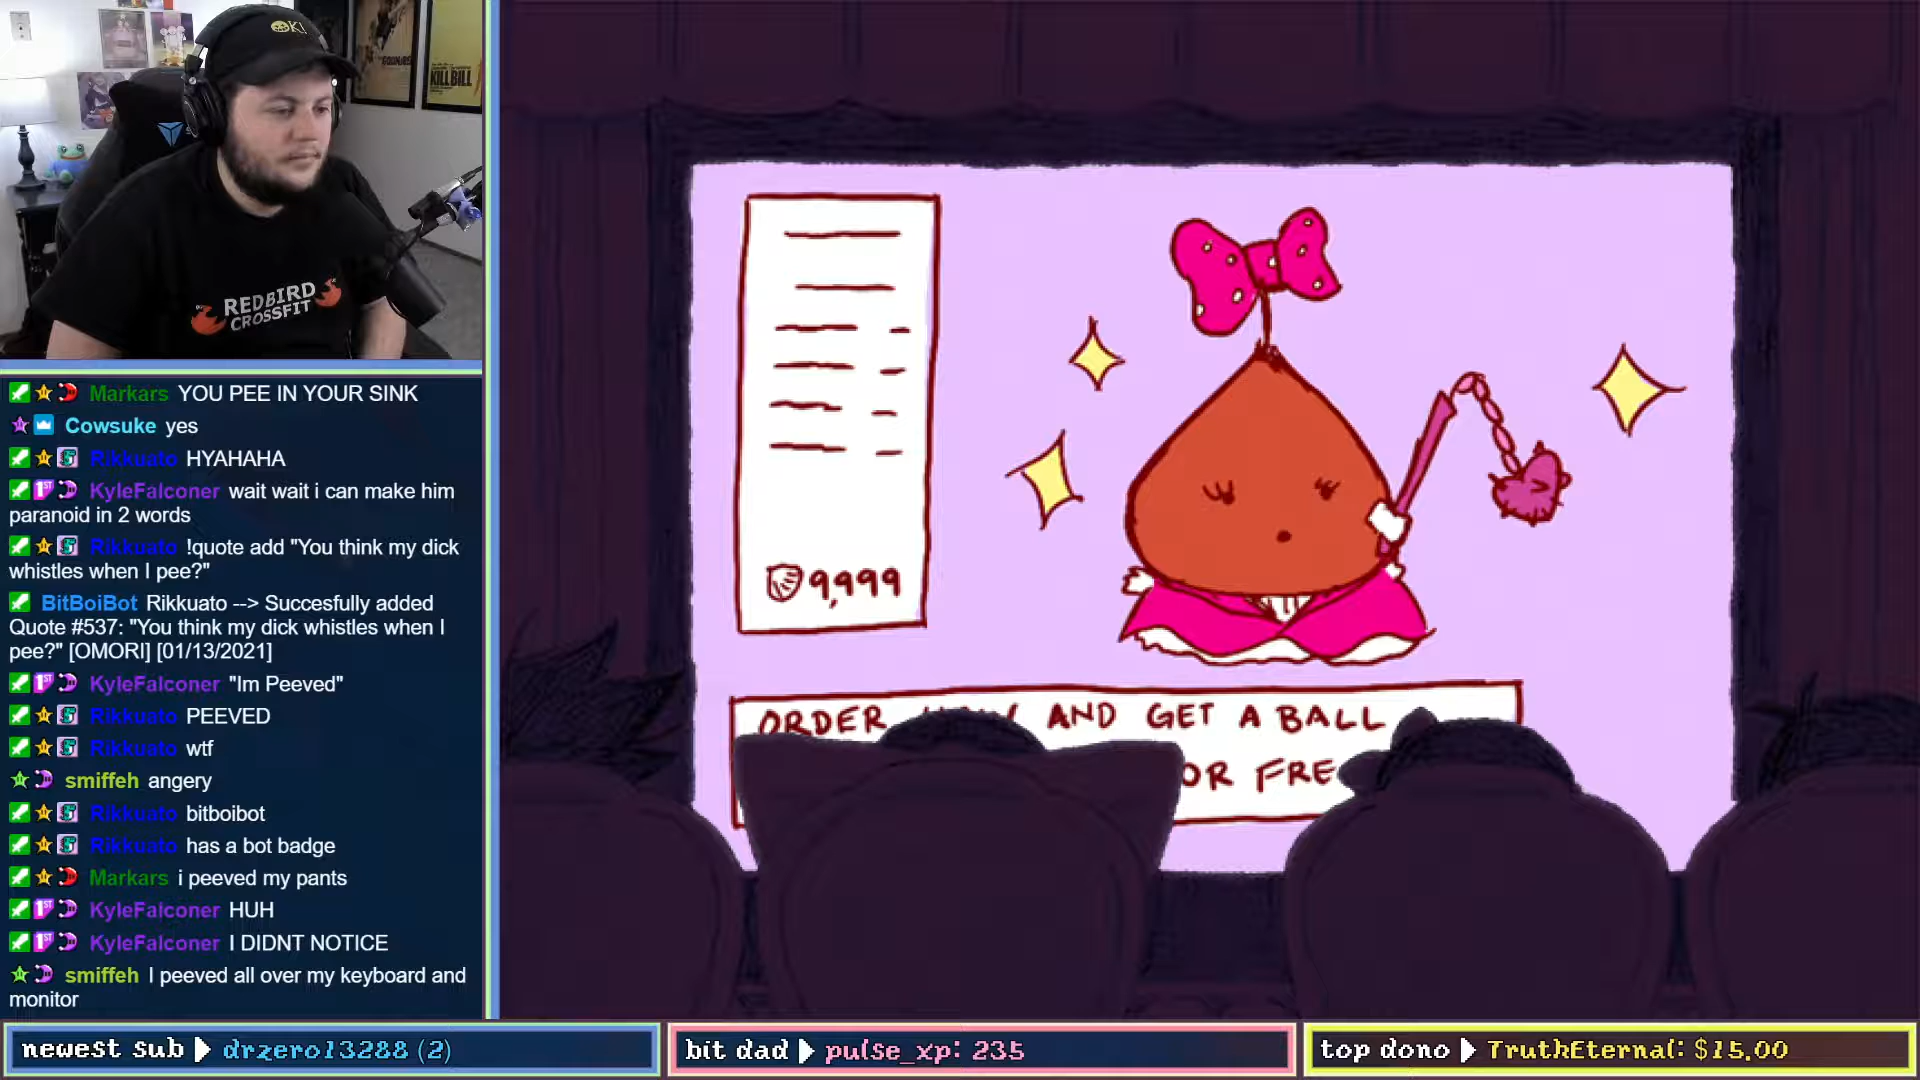 OK!
GOONIES
KILL BILL
REDBIRD
CROSSFIT
Markars YOU PEE IN YOUR SINK
Cowsuke yes
Rikkuato HYAHAHA
KyleFalconer wait wait i can make him
paranoid in 2 words
Rikkuato !quote add "You think my dick
whistles when I pee?"
BitBoiBot Rikkuato --> Succesfully added
Quote #537: "You think my dick whistles when I
pee?" [OMORI] [01/13/2021]
KyleFalconer "Im Peeved"
Rikkuato PEEVED
Rikkuato wtf
smiffeh angery
Rikkuato bitboibot
Rikkuato has a bot badge
Markars i peeved my pants
KyleFalconer HUH
KyleFalconer I DIDNT NOTICE
smiffeh I peeved all over my keyboard and
monitor
9,999
ORDER AND GET A BALL
OR FRE
newest sub drzero13288 (2)
bit dad pulse_xp: 235
top dono TruthEternal: $15.00